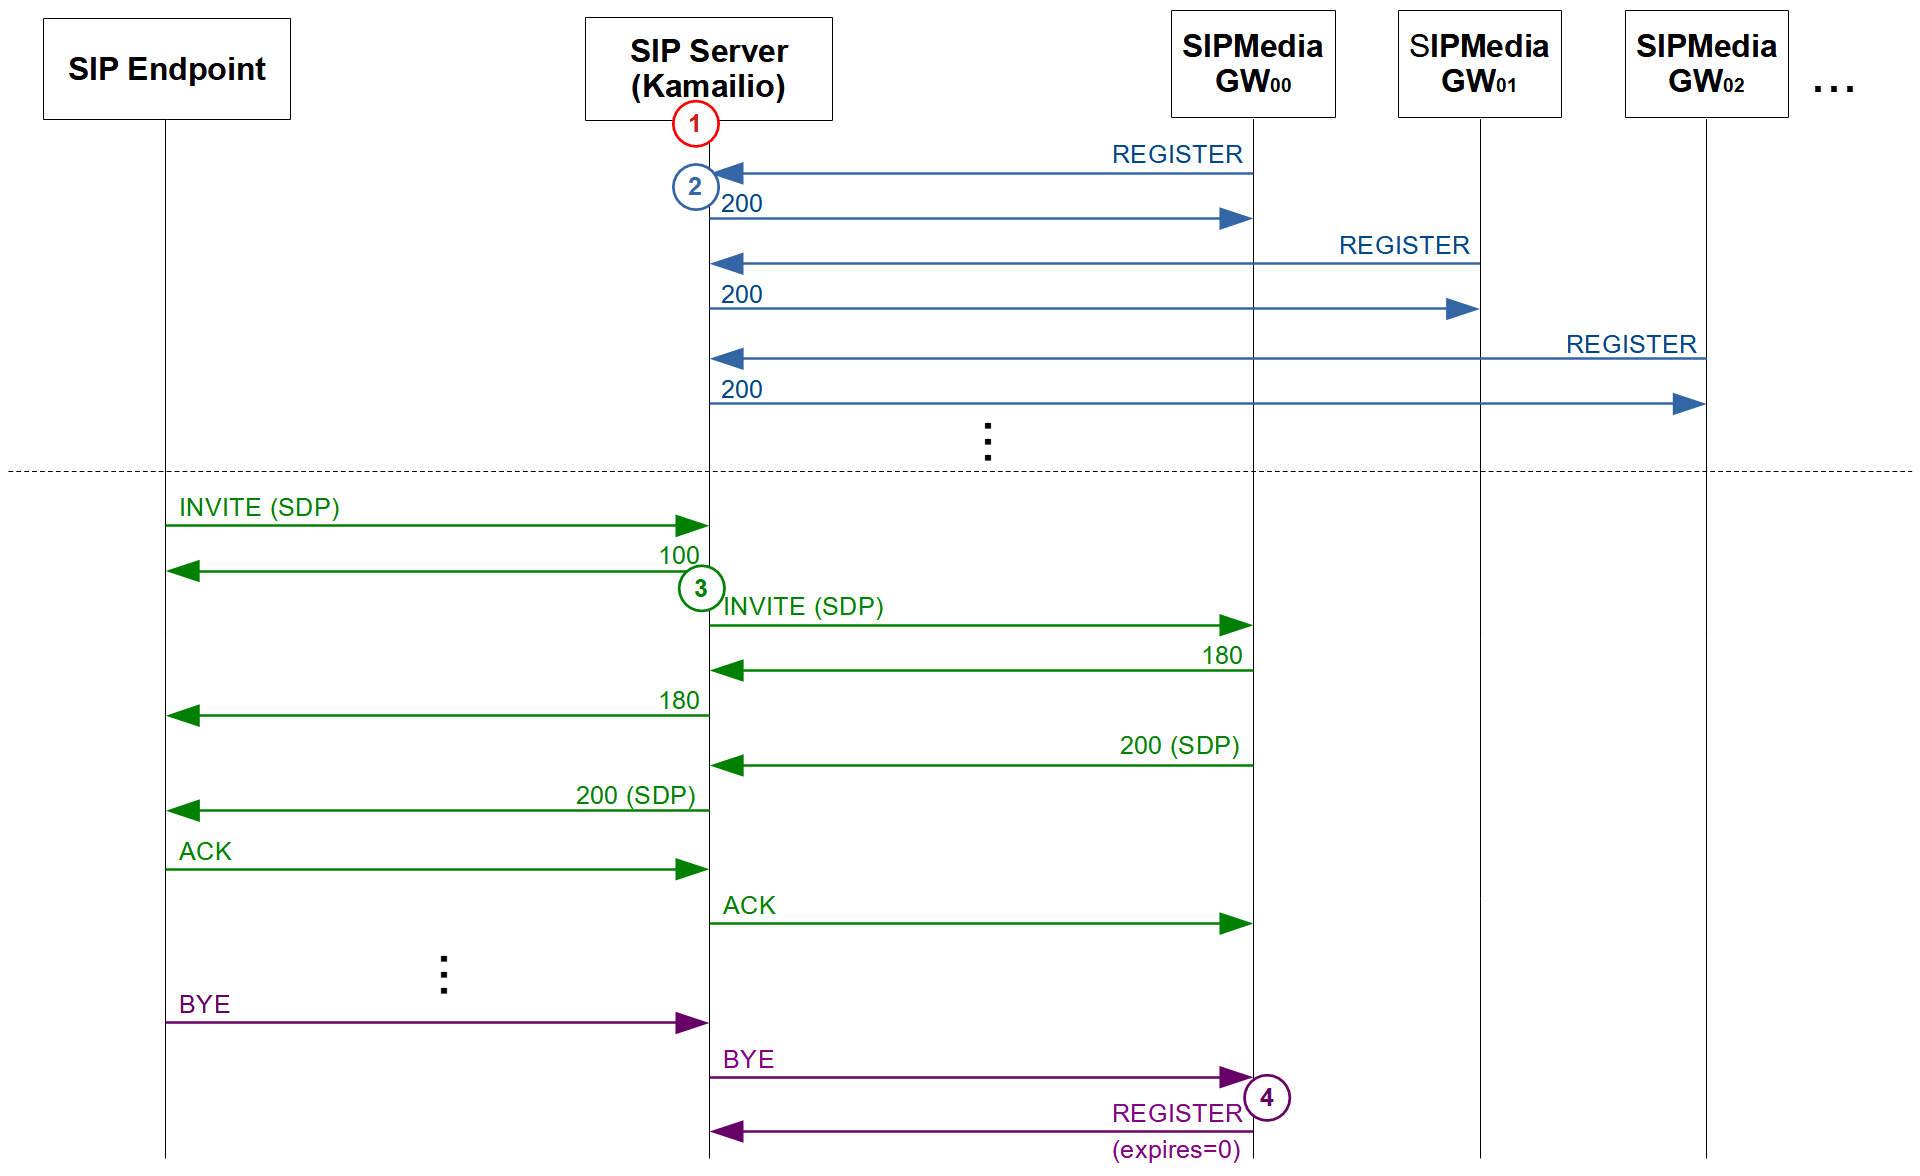 SIP Endpoint
SIP Server
(Kamailio)
SIPMedia
GW00
SIPMedia
GW01
SIPMedia
GW02
...
1
REGISTER
2
200
REGISTER
200
REGISTER
200
INVITE (SDP)
100
3
INVITE (SDP)
180
180
200 (SDP)
200 (SDP)
ACK
ACK
BYE
BYE
4
REGISTER
(expires=0)